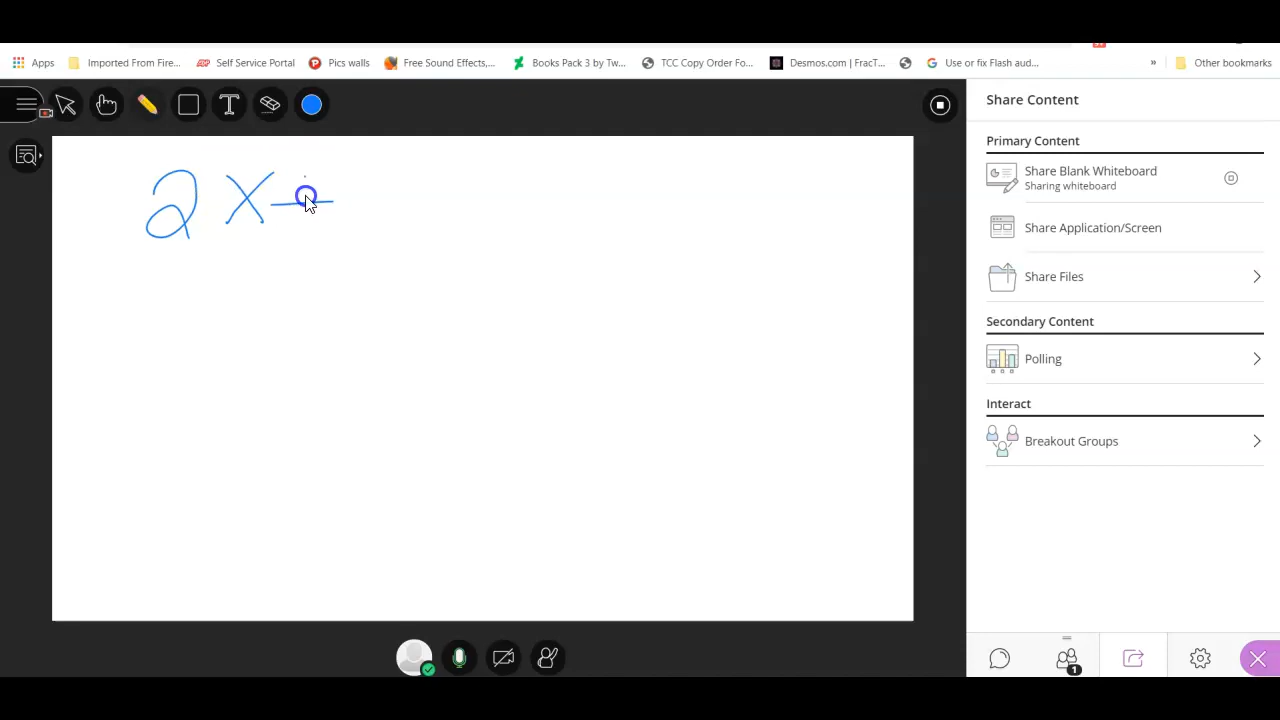 Apps Imported From Fire... Self Service Portal Pics walls Free Sound Effects,... Books Pack 3 by Tw... TCC Copy Order Fo... Desmos.com | FracT... Use or fix Flash aud... » Other bookmarks
Share Content
Primary Content
Share Blank Whiteboard
Sharing whiteboard
Share Application/Screen
Share Files
Secondary Content
Polling
Interact
Breakout Groups
1
2 x